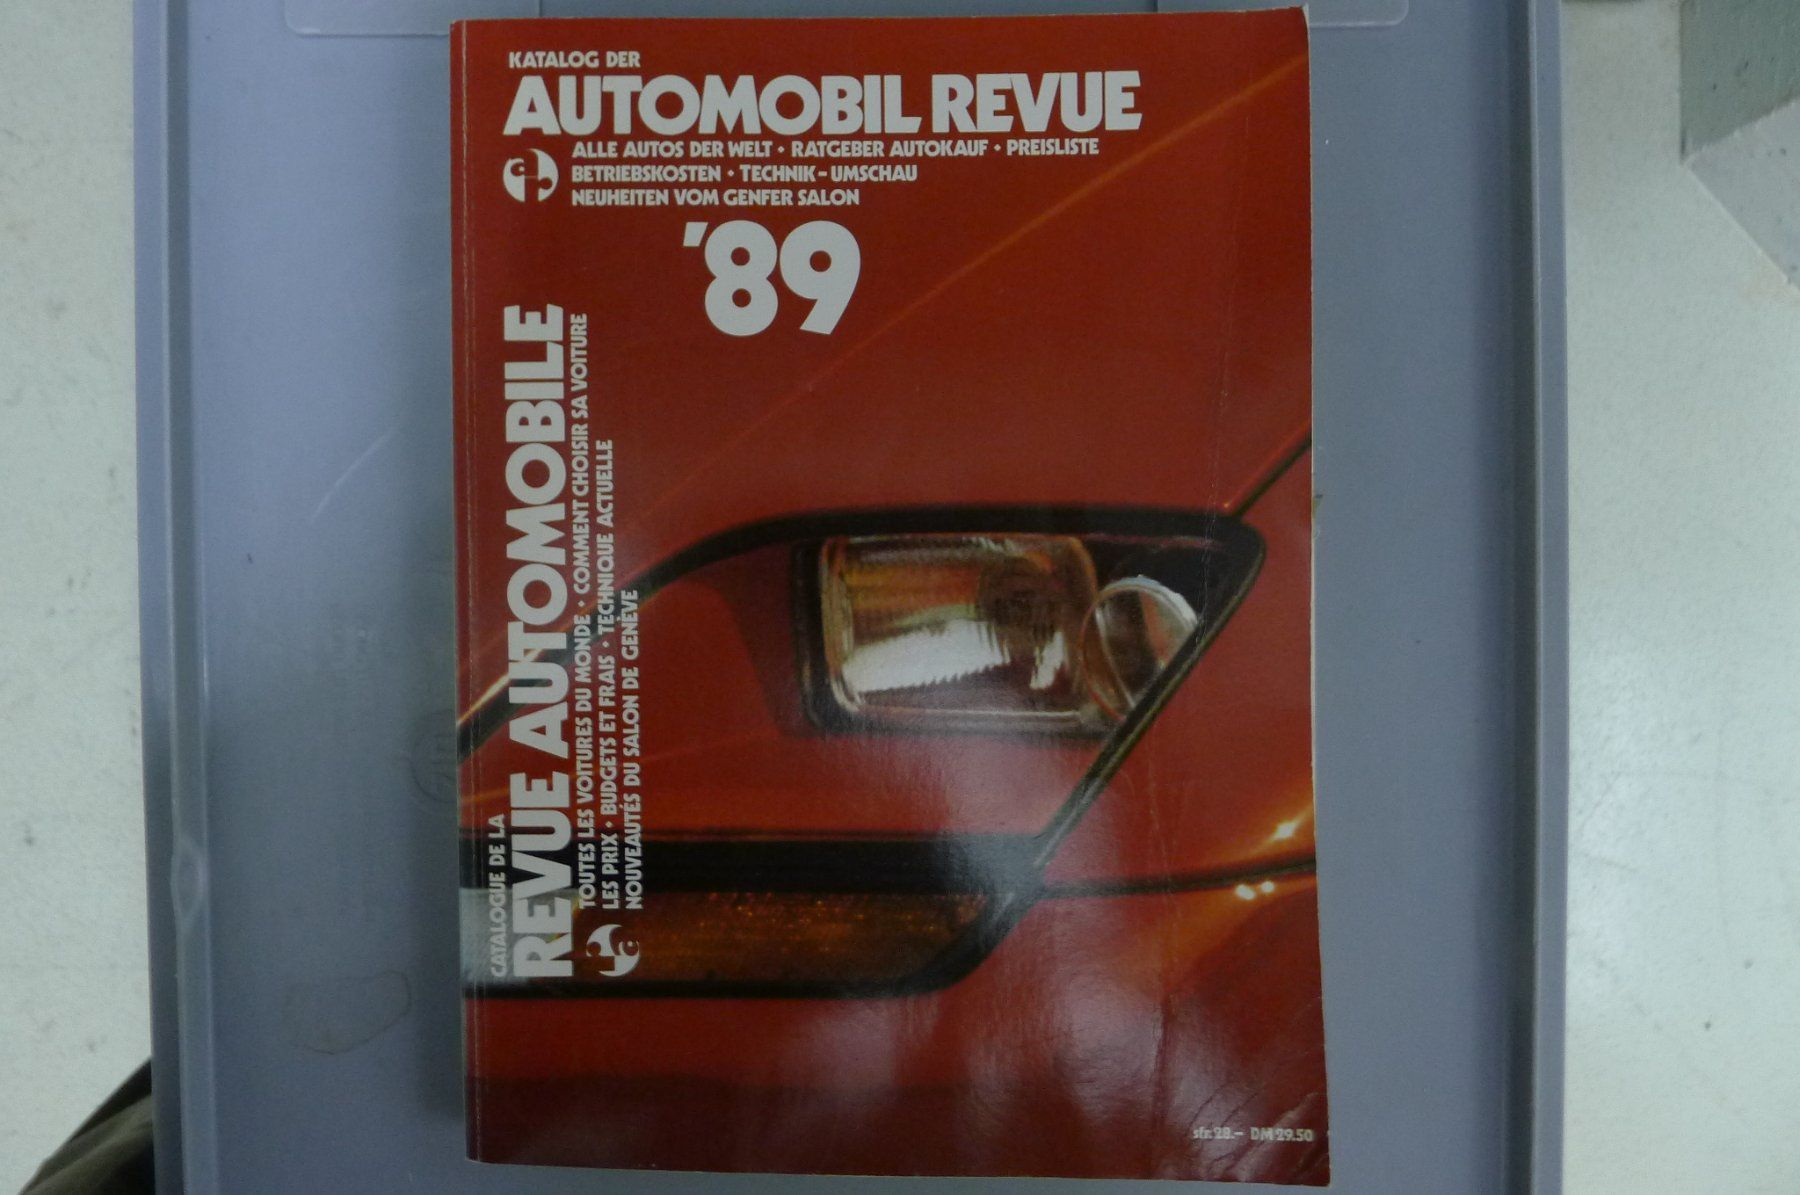 KATALOG DER
AUTOMOBIL REVUE
ALLE AUTOS DER WELT • RATGEBER AUTOKAUF • PREISLISTE
BETRIEBSKOSTEN • TECHNIK-UMSCHAU
NEUHEITEN VOM GENFER SALON
'89
CATALOGUE DE LA
REVUE AUTOMOBILE
TOUTES LES VOITURES DU MONDE • COMMENT CHOISIR SA VOITURE
LES PRIX • BUDGETS ET FRAIS • TECHNIQUE ACTUELLE
NOUVEAUTÉS DU SALON DE GENÈVE
sfr. 28.– DM 29.50